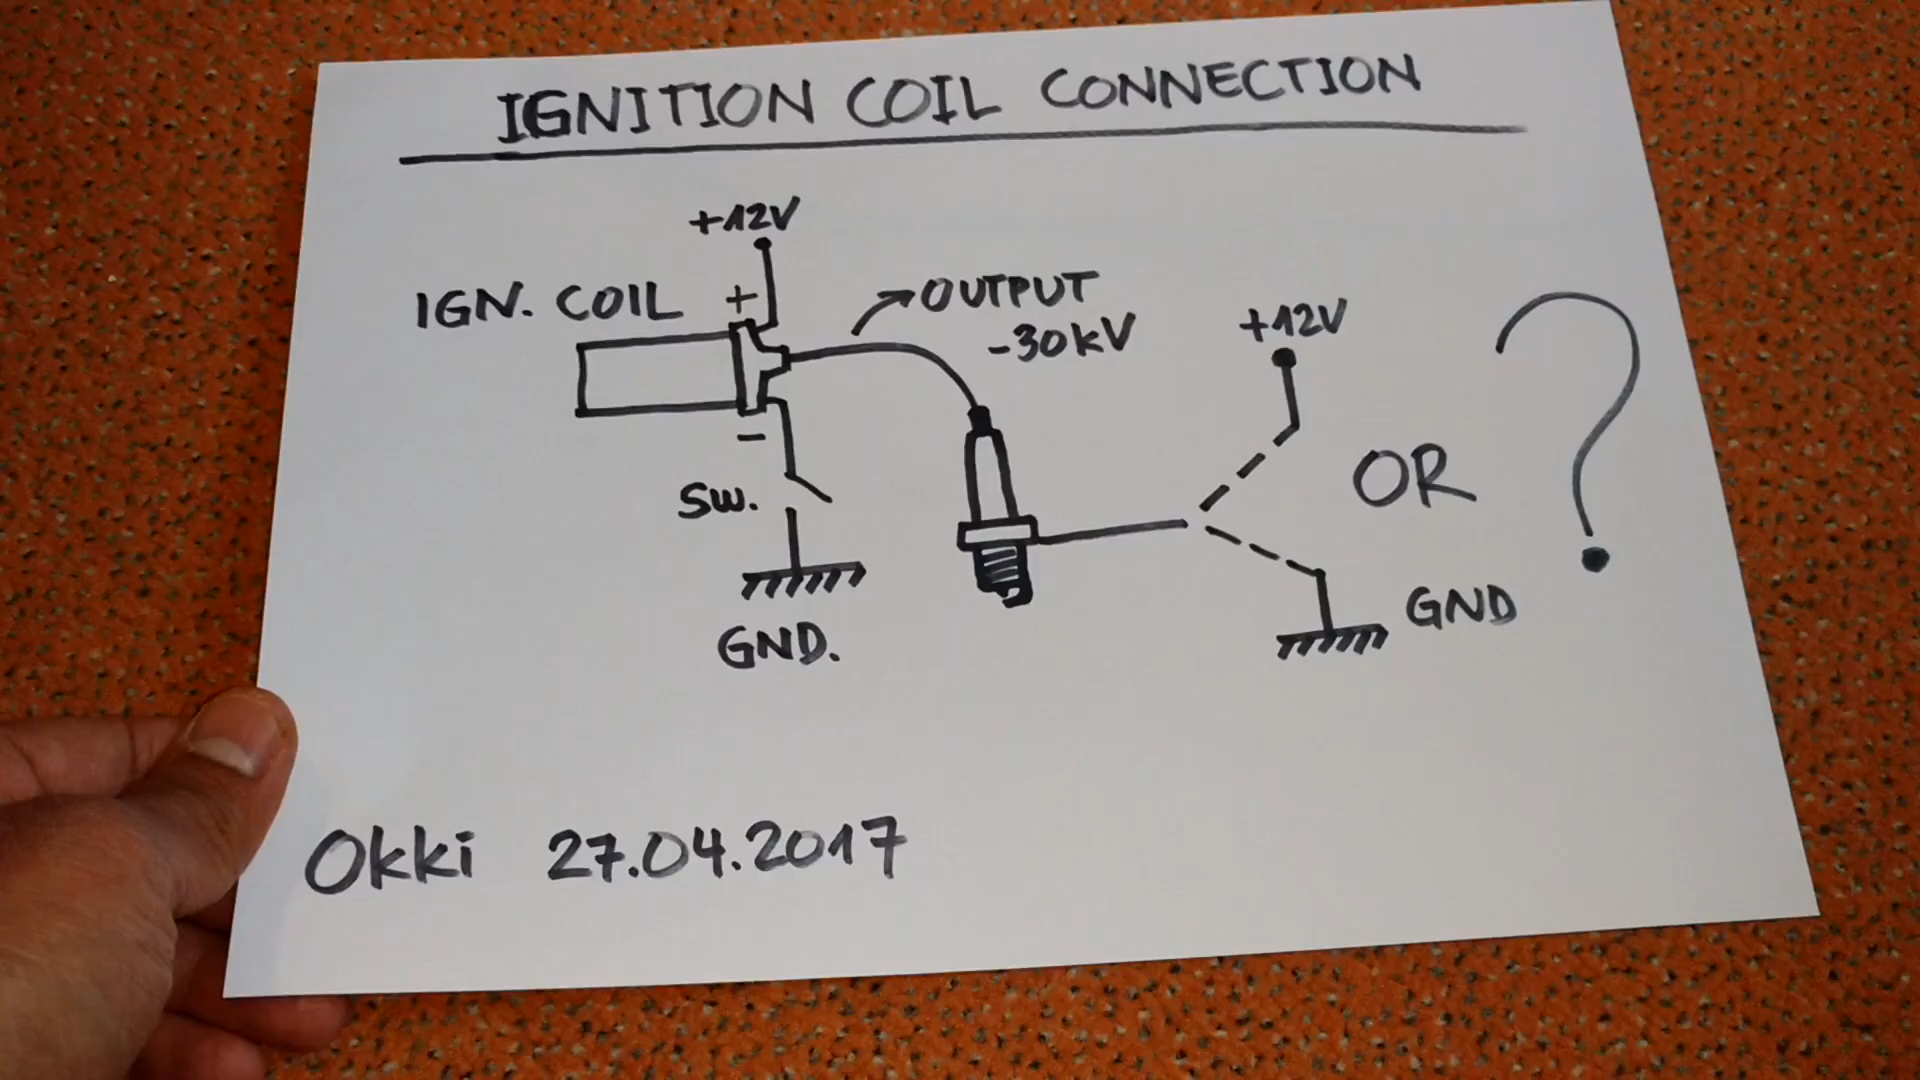 IGNITION COIL CONNECTION
+12V
IGN. COIL +
OUTPUT
-30kV
+12V
-
OR ?
SW.
GND
GND.
Okki 27.04.2017